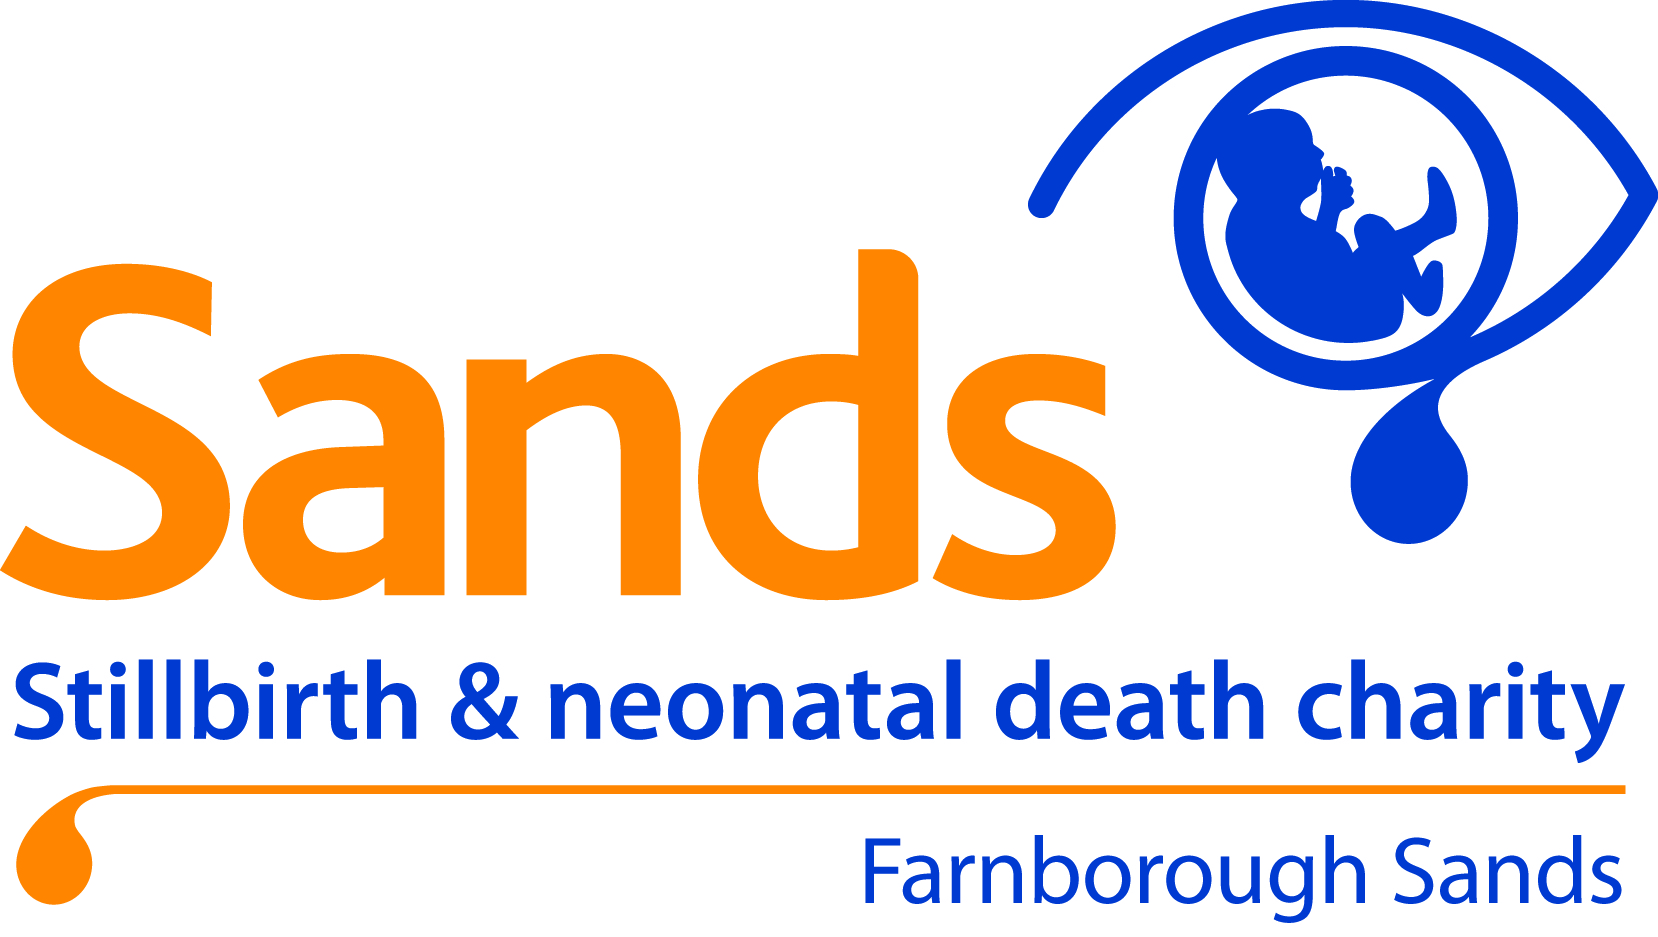 Sands
Stillbirth & neonatal death charity
Farnborough Sands